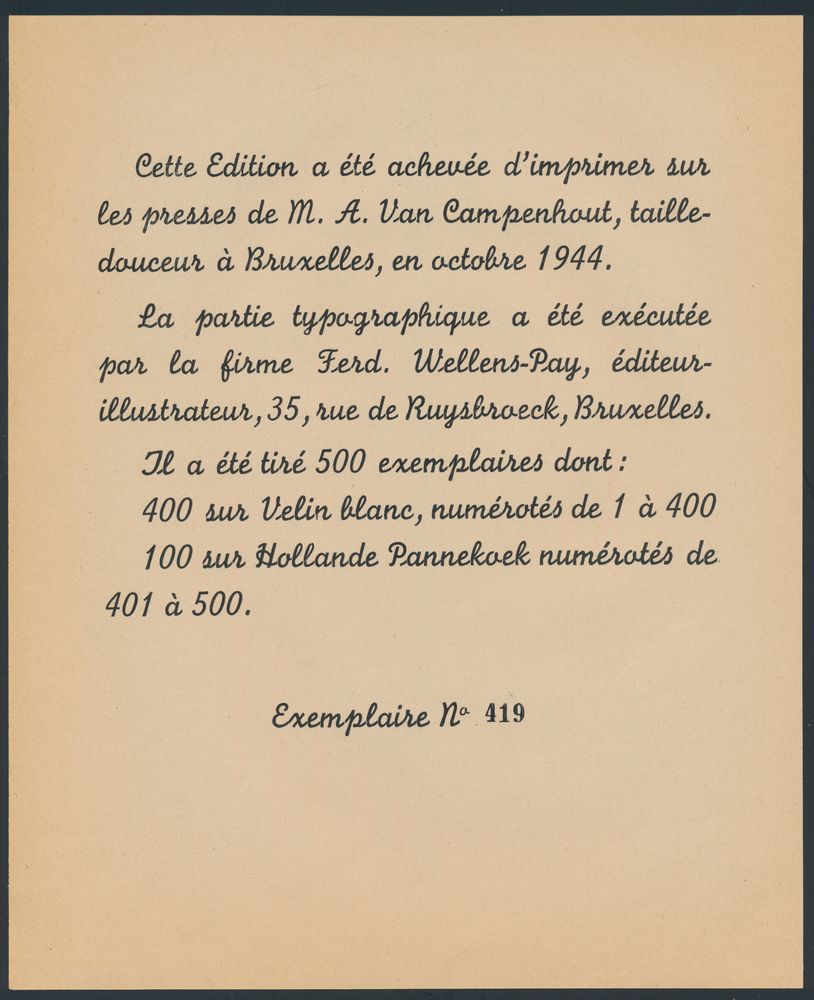 Cette Edition a été achevée d'imprimer sur
les presses de M. A. Van Campenhout, taille-
douceur à Bruxelles, en octobre 1944.
La partie typographique a été exécutée
par la firme Ferd. Wellens-Pay, éditeur-
illustrateur, 35, rue de Ruysbroeck, Bruxelles.
Il a été tiré 500 exemplaires dont :
400 sur Velin blanc, numérotés de 1 à 400
100 sur Hollande Pannekoek numérotés de
401 à 500.
Exemplaire No 419